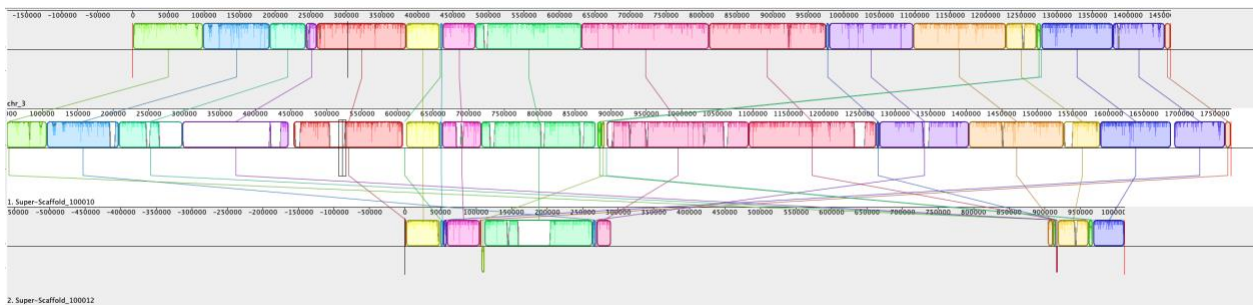 -150000 -100000 -50000 0 50000 100000 150000 200000 250000 300000 350000 400000 450000 500000 550000 600000 650000 700000 750000 800000 850000 900000 950000 1000000 1050000 1100000 1150000 1200000 1250000 1300000 1350000 1400000 14500
chr_3
00 50000 100000 150000 200000 250000 300000 350000 400000 450000 500000 550000 600000 650000 700000 750000 800000 850000 900000 950000 1000000 1050000 1100000 1150000 1200000 1250000 1300000 1350000 1400000 1450000 1500000 1550000 1600000 1650000 1700000 1750000
1. Super-Scaffold_100010
50000 -500000 -450000 -400000 -350000 -300000 -250000 -200000 -150000 -100000 -50000 0 50000 100000 150000 200000 250000 300000 350000 400000 450000 500000 550000 600000 650000 700000 750000 800000 850000 900000 950000 100000
2. Super-Scaffold_100012